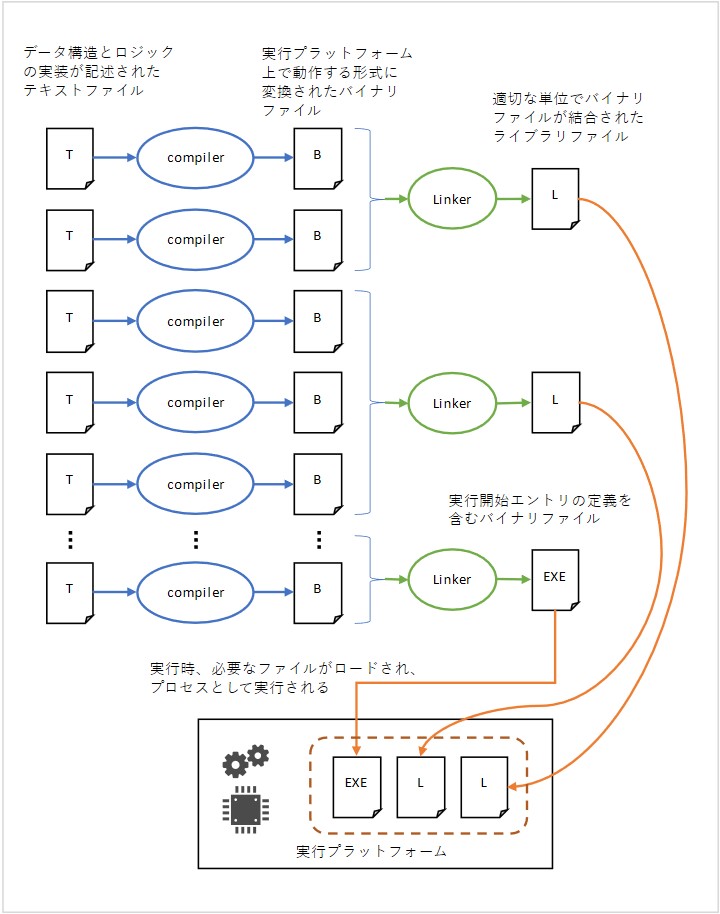 データ構造とロジック
の実装が記述された
テキストファイル
実行プラットフォーム
上で動作する形式に
変換されたバイナリ
ファイル
適切な単位でバイナリ
ファイルが結合された
ライブラリファイル
T
compiler
B
Linker
L
T
compiler
B
T
compiler
B
T
compiler
B
Linker
L
T
compiler
B
実行開始エントリの定義を
含むバイナリファイル
T
compiler
B
Linker
EXE
実行時、必要なファイルがロードされ、
プロセスとして実行される
EXE
L
L
実行プラットフォーム